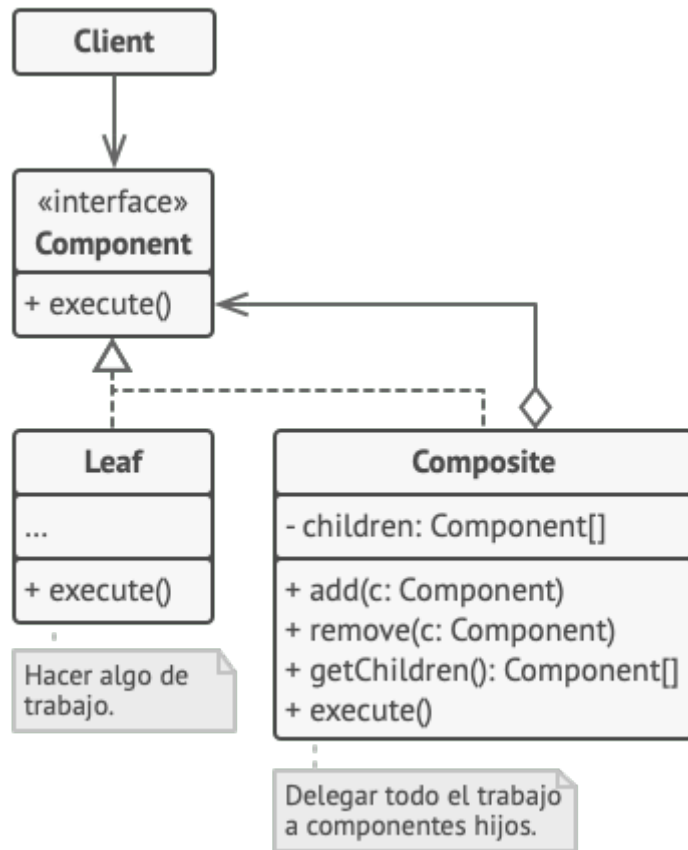 Client
«interface»
Component
+ execute()
Leaf
...
+ execute()
Hacer algo de
trabajo.
Composite
- children: Component[]
+ add(c: Component)
+ remove(c: Component)
+ getChildren(): Component[]
+ execute()
Delegar todo el trabajo
a componentes hijos.